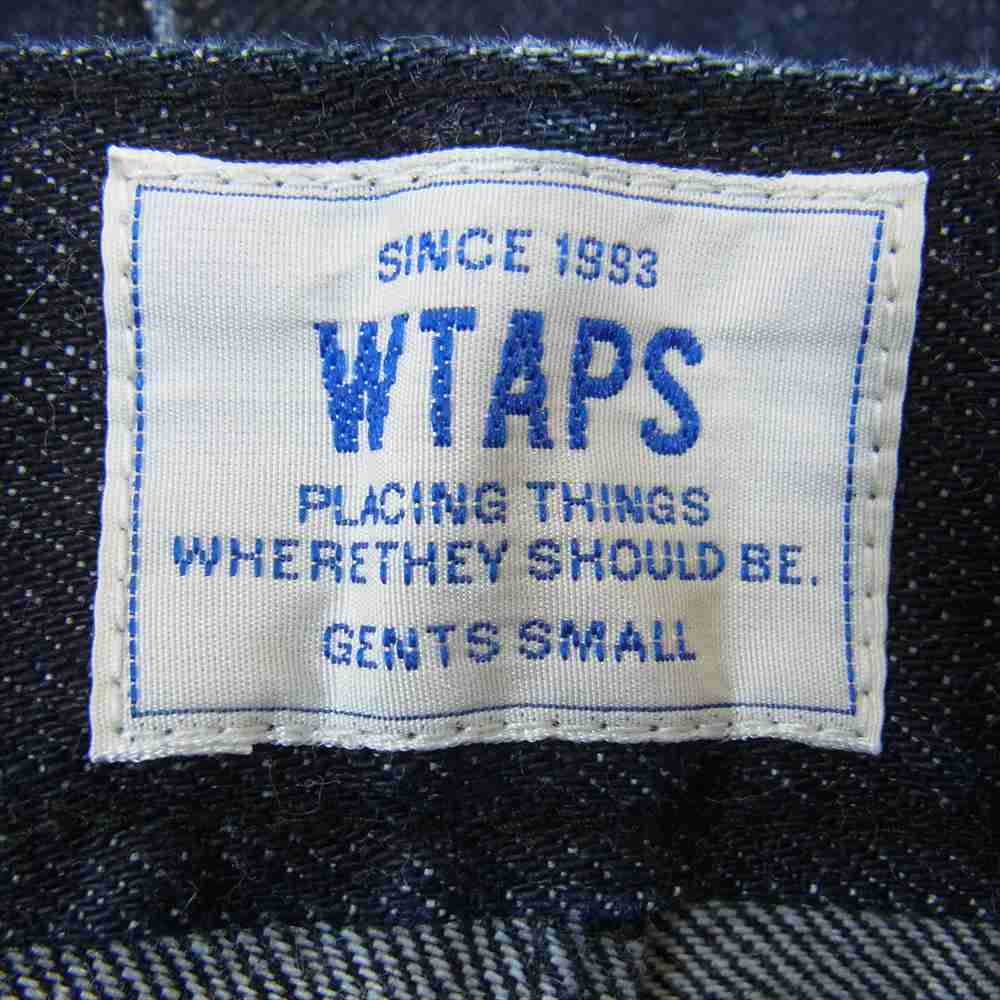 SINCE 1993
WTAPS
PLACING THINGS
WHERETHEY SHOULD BE.
GENTS SMALL